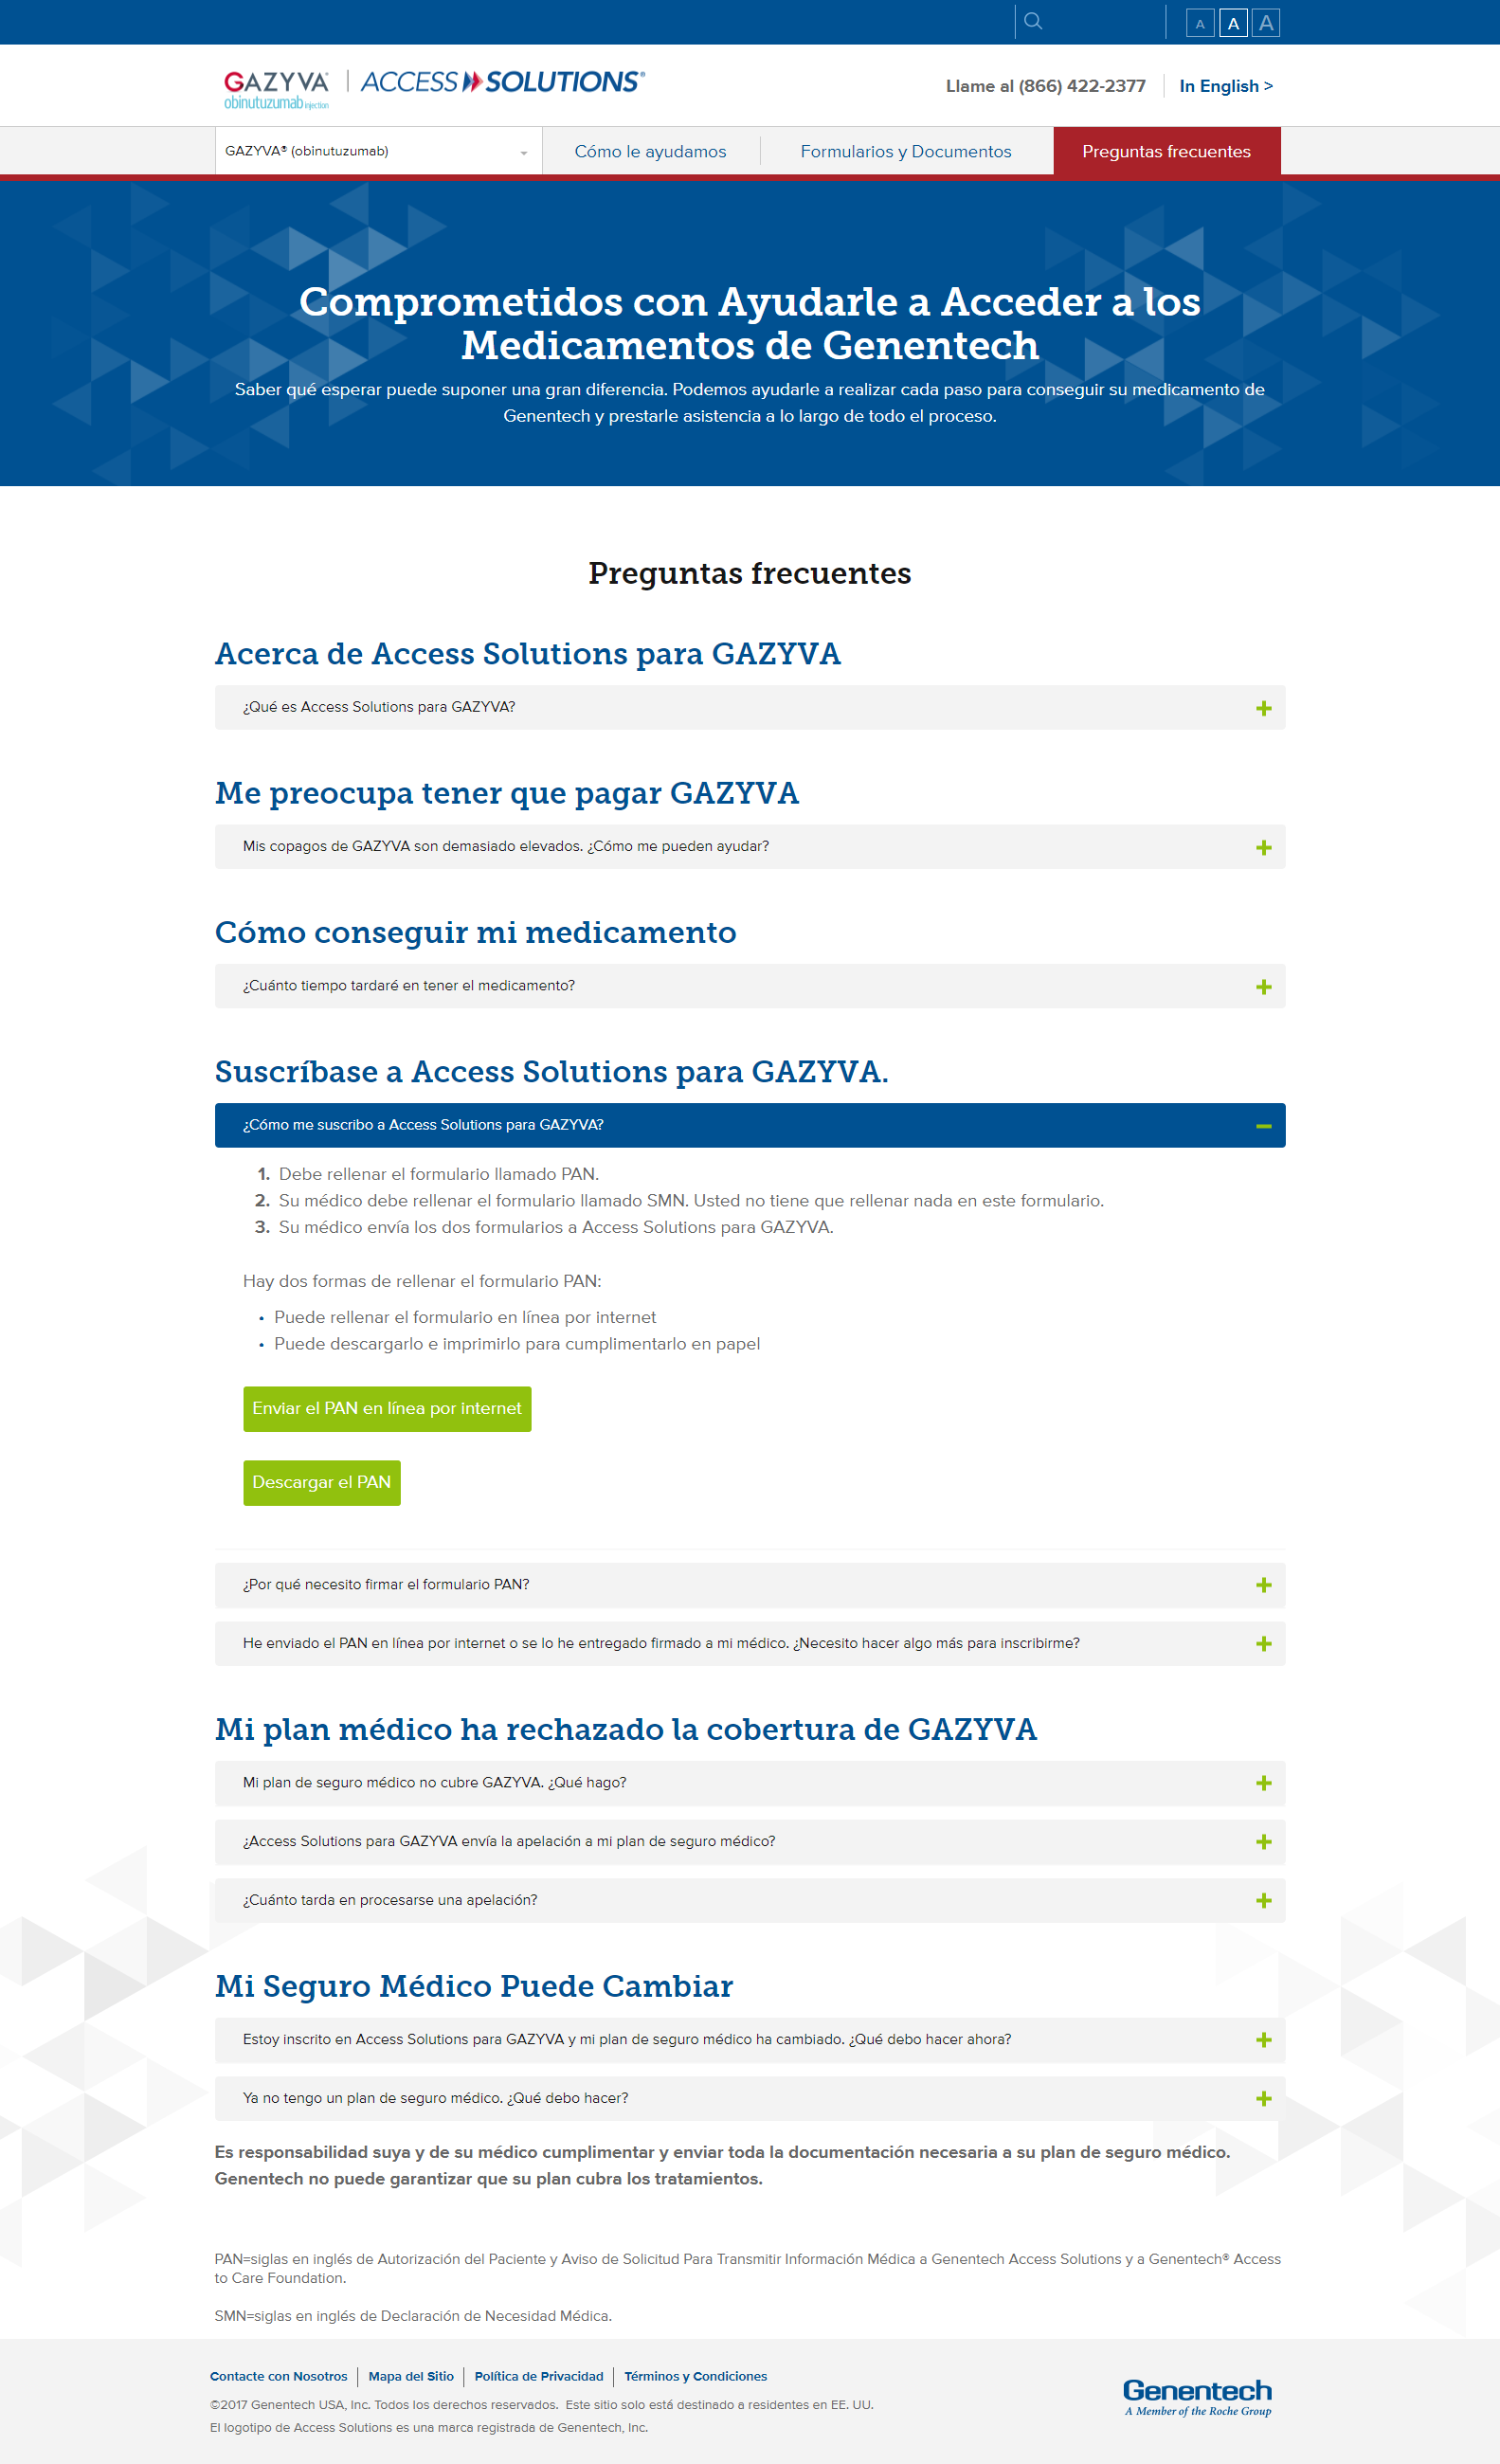 A A A
GAZYVA® ACCESS SOLUTIONS®
obinutuzumab injection
Llame al (866) 422-2377 In English >
GAZYVA® (obinutuzumab) Cómo le ayudamos Formularios y Documentos Preguntas frecuentes
Comprometidos con Ayudarle a Acceder a los
Medicamentos de Genentech
Saber qué esperar puede suponer una gran diferencia. Podemos ayudarle a realizar cada paso para conseguir su medicamento de
Genentech y prestarle asistencia a lo largo de todo el proceso.
Preguntas frecuentes
Acerca de Access Solutions para GAZYVA
¿Qué es Access Solutions para GAZYVA?
Me preocupa tener que pagar GAZYVA
Mis copagos de GAZYVA son demasiado elevados. ¿Cómo me pueden ayudar?
Cómo conseguir mi medicamento
¿Cuánto tiempo tardaré en tener el medicamento?
Suscríbase a Access Solutions para GAZYVA.
¿Cómo me suscribo a Access Solutions para GAZYVA?
1. Debe rellenar el formulario llamado PAN.
2. Su médico debe rellenar el formulario llamado SMN. Usted no tiene que rellenar nada en este formulario.
3. Su médico envía los dos formularios a Access Solutions para GAZYVA.
Hay dos formas de rellenar el formulario PAN:
• Puede rellenar el formulario en línea por internet
• Puede descargarlo e imprimirlo para cumplimentarlo en papel
Enviar el PAN en línea por internet
Descargar el PAN
¿Por qué necesito firmar el formulario PAN?
He enviado el PAN en línea por internet o se lo he entregado firmado a mi médico. ¿Necesito hacer algo más para inscribirme?
Mi plan médico ha rechazado la cobertura de GAZYVA
Mi plan de seguro médico no cubre GAZYVA. ¿Qué hago?
¿Access Solutions para GAZYVA envía la apelación a mi plan de seguro médico?
¿Cuánto tarda en procesarse una apelación?
Mi Seguro Médico Puede Cambiar
Estoy inscrito en Access Solutions para GAZYVA y mi plan de seguro médico ha cambiado. ¿Qué debo hacer ahora?
Ya no tengo un plan de seguro médico. ¿Qué debo hacer?
Es responsabilidad suya y de su médico cumplimentar y enviar toda la documentación necesaria a su plan de seguro médico.
Genentech no puede garantizar que su plan cubra los tratamientos.
PAN=siglas en inglés de Autorización del Paciente y Aviso de Solicitud Para Transmitir Información Médica a Genentech Access Solutions y a Genentech® Access
to Care Foundation.
SMN=siglas en inglés de Declaración de Necesidad Médica.
Contacte con Nosotros Mapa del Sitio Política de Privacidad Términos y Condiciones
©2017 Genentech USA, Inc. Todos los derechos reservados. Este sitio solo está destinado a residentes en EE. UU.
El logotipo de Access Solutions es una marca registrada de Genentech, Inc.
Genentech
A Member of the Roche Group